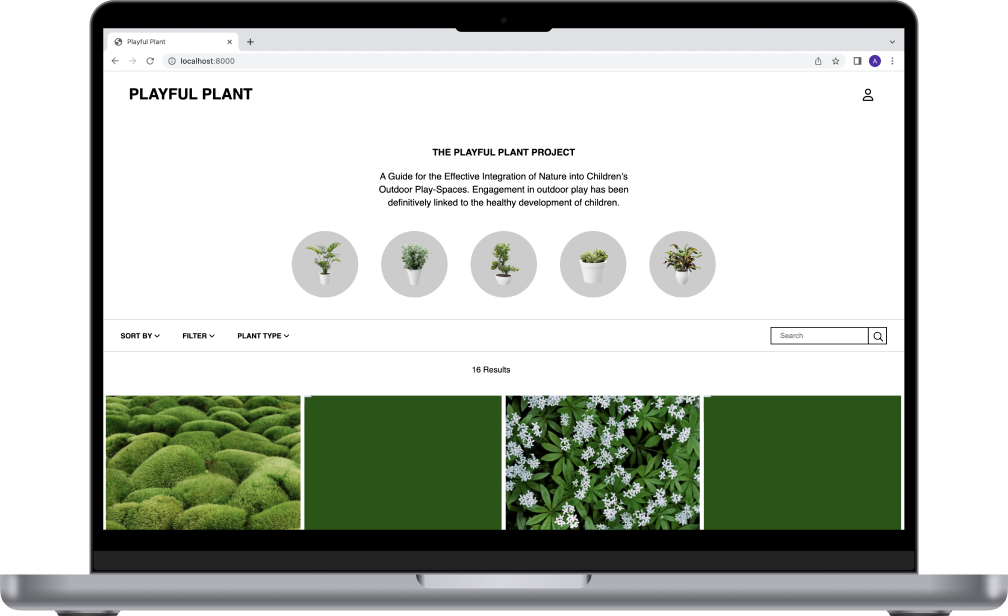 Playful Plant
localhost:8000
A
PLAYFUL PLANT
THE PLAYFUL PLANT PROJECT
A Guide for the Effective Integration of Nature into Children's
Outdoor Play-Spaces. Engagement in outdoor play has been
definitively linked to the healthy development of children.
SORT BY
FILTER
PLANT TYPE
Search
16 Results